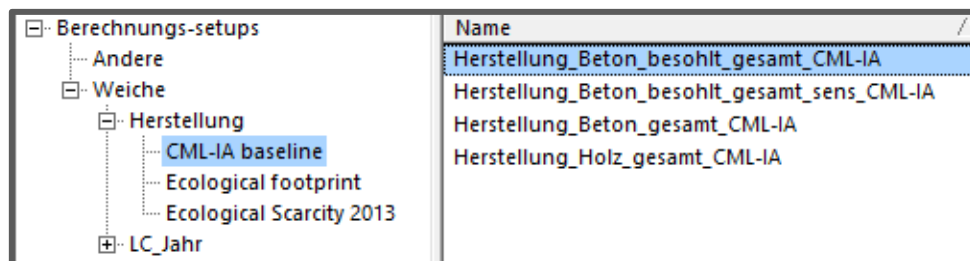 Berechnungs-setups
Andere
Weiche
Herstellung
CML-IA baseline
Ecological footprint
Ecological Scarcity 2013
LC_Jahr
Name
Herstellung_Beton_besohlt_gesamt_CML-IA
Herstellung_Beton_besohlt_gesamt_sens_CML-IA
Herstellung_Beton_gesamt_CML-IA
Herstellung_Holz_gesamt_CML-IA